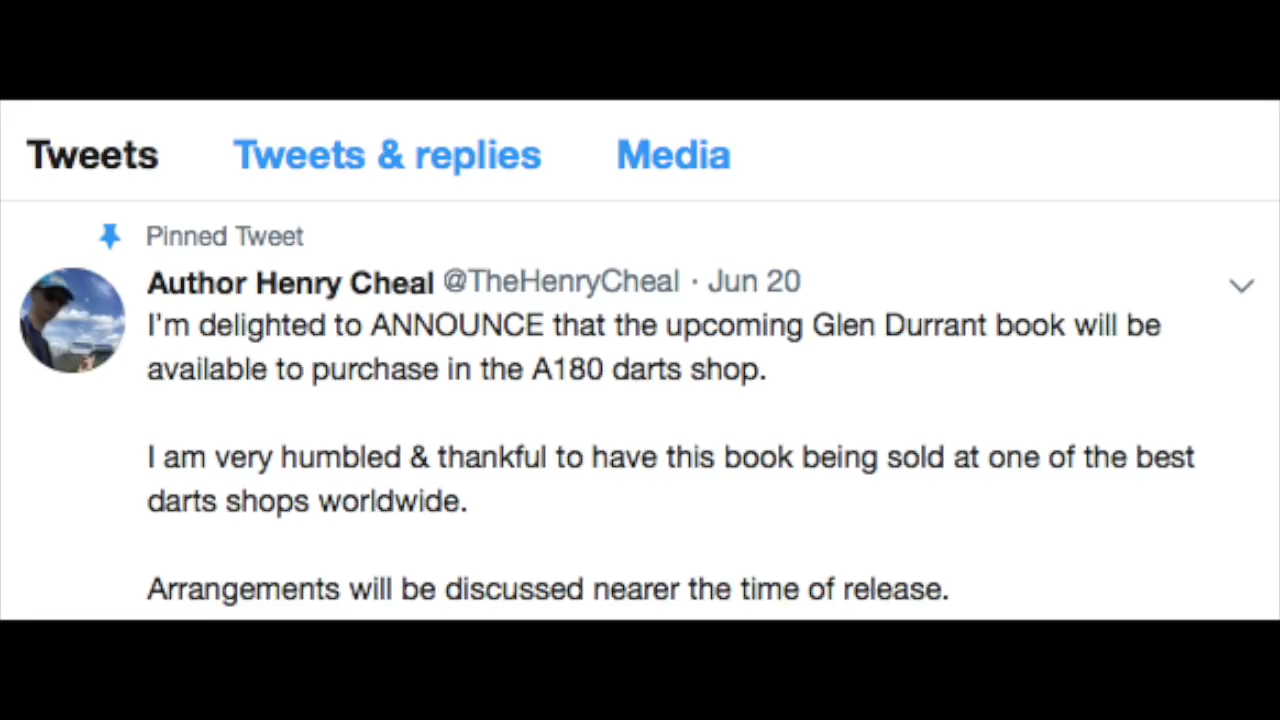 Tweets Tweets & replies Media
Pinned Tweet
Author Henry Cheal @TheHenryCheal · Jun 20
I'm delighted to ANNOUNCE that the upcoming Glen Durrant book will be
available to purchase in the A180 darts shop.
I am very humbled & thankful to have this book being sold at one of the best
darts shops worldwide.
Arrangements will be discussed nearer the time of release.